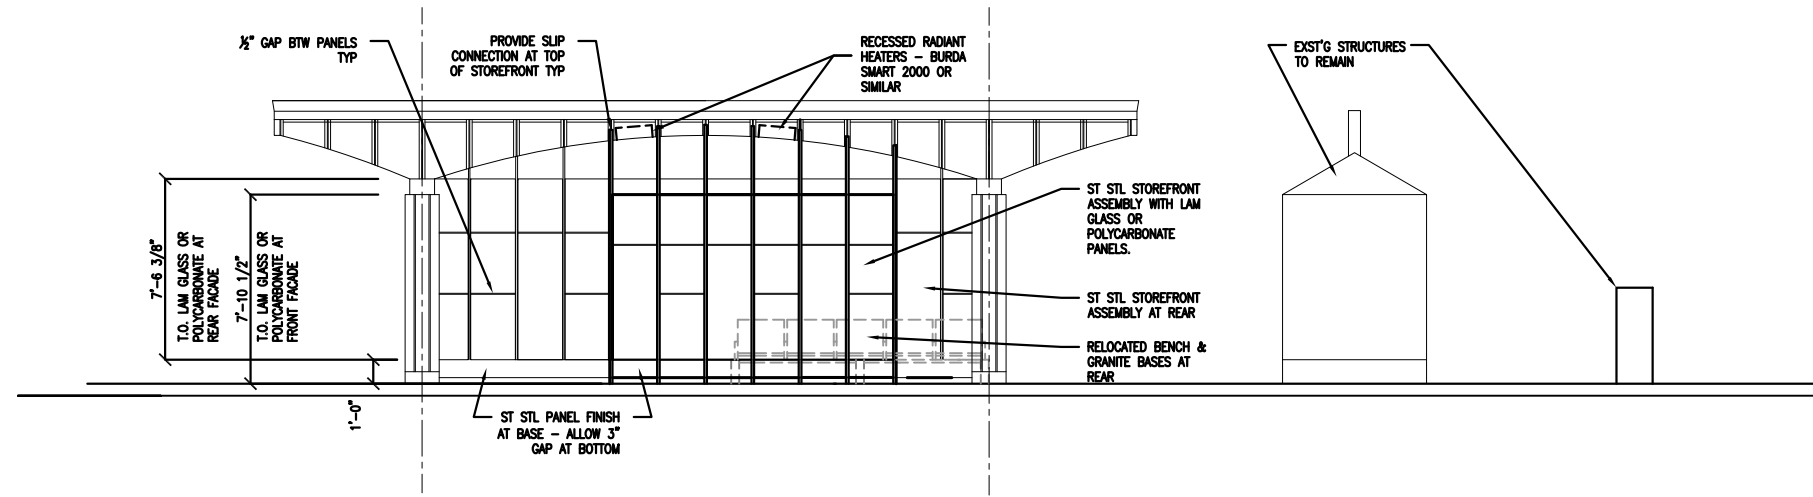 ½" GAP BTW PANELS
TYP
PROVIDE SLIP
CONNECTION AT TOP
OF STOREFRONT TYP
RECESSED RADIANT
HEATERS – BURDA
SMART 2000 OR
SIMILAR
EXST'G STRUCTURES
TO REMAIN
7'-6 3/8"
T.O. LAM GLASS OR
POLYCARBONATE AT
REAR FACADE
7'-10 1/2"
T.O. LAM GLASS OR
POLYCARBONATE AT
FRONT FACADE
1'-0"
ST STL STOREFRONT
ASSEMBLY WITH LAM
GLASS OR
POLYCARBONATE
PANELS.
ST STL STOREFRONT
ASSEMBLY AT REAR
RELOCATED BENCH &
GRANITE BASES AT
REAR
ST STL PANEL FINISH
AT BASE – ALLOW 3"
GAP AT BOTTOM